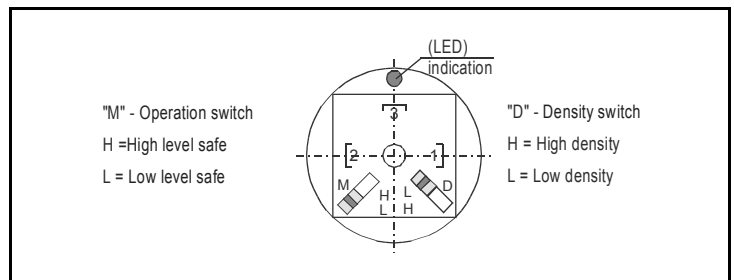 (LED)
indication
"M" - Operation switch
H =High level safe
L = Low level safe
3
2
1
M
H
L
L
H
D
"D" - Density switch
H = High density
L = Low density